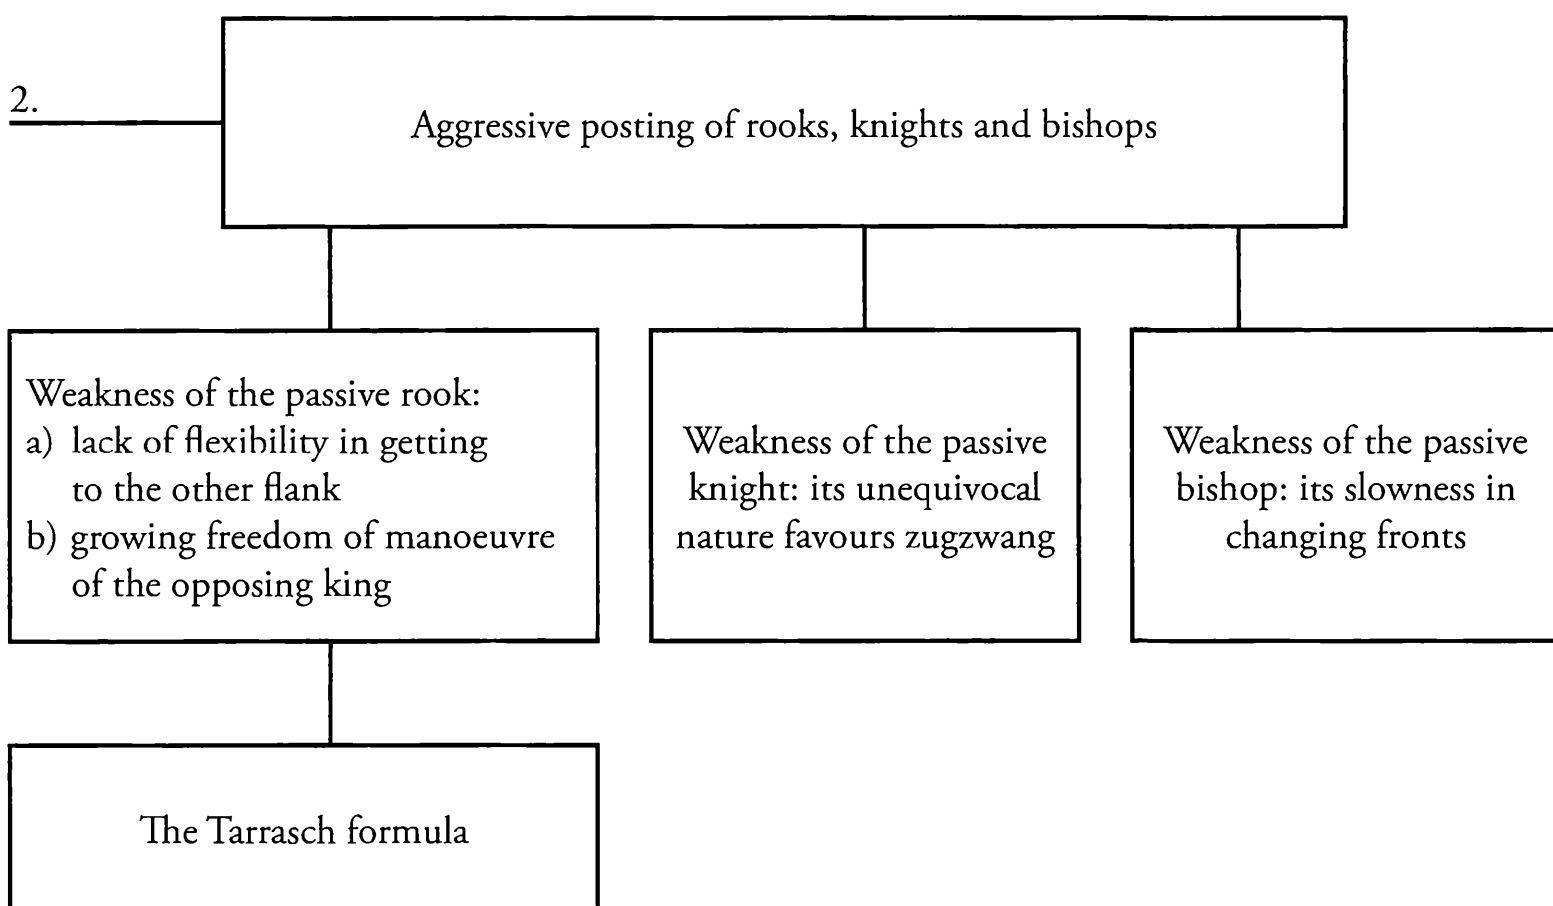 2.
Aggressive posting of rooks, knights and bishops
Weakness of the passive rook:
a) lack of flexibility in getting
to the other flank
b) growing freedom of manoeuvre
of the opposing king
Weakness of the passive
knight: its unequivocal
nature favours zugzwang
Weakness of the passive
bishop: its slowness in
changing fronts
The Tarrasch formula